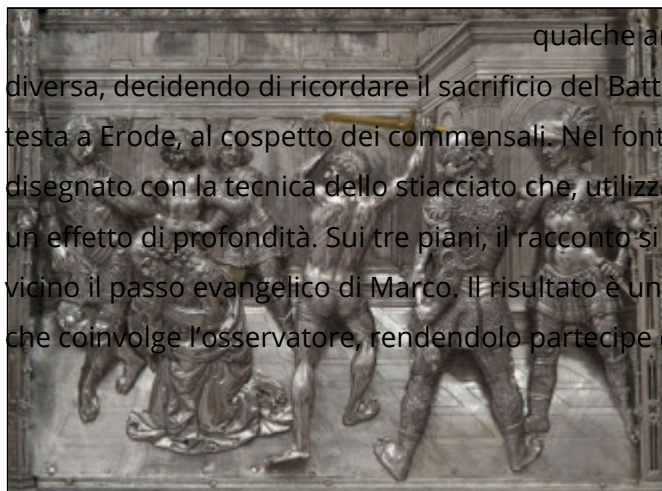 qualche
diversa, decidendo di ricordare il sacrificio del
testa a Erode, al cospetto dei commensali. Nel
disegnato con la tecnica dello stiacciato che,
un effetto di profondità. Sui tre piani, il racconto si
vicino il passo evangelico di Marco. Il risultato è un
che coinvolge l’osservatore, rendendolo partecipe